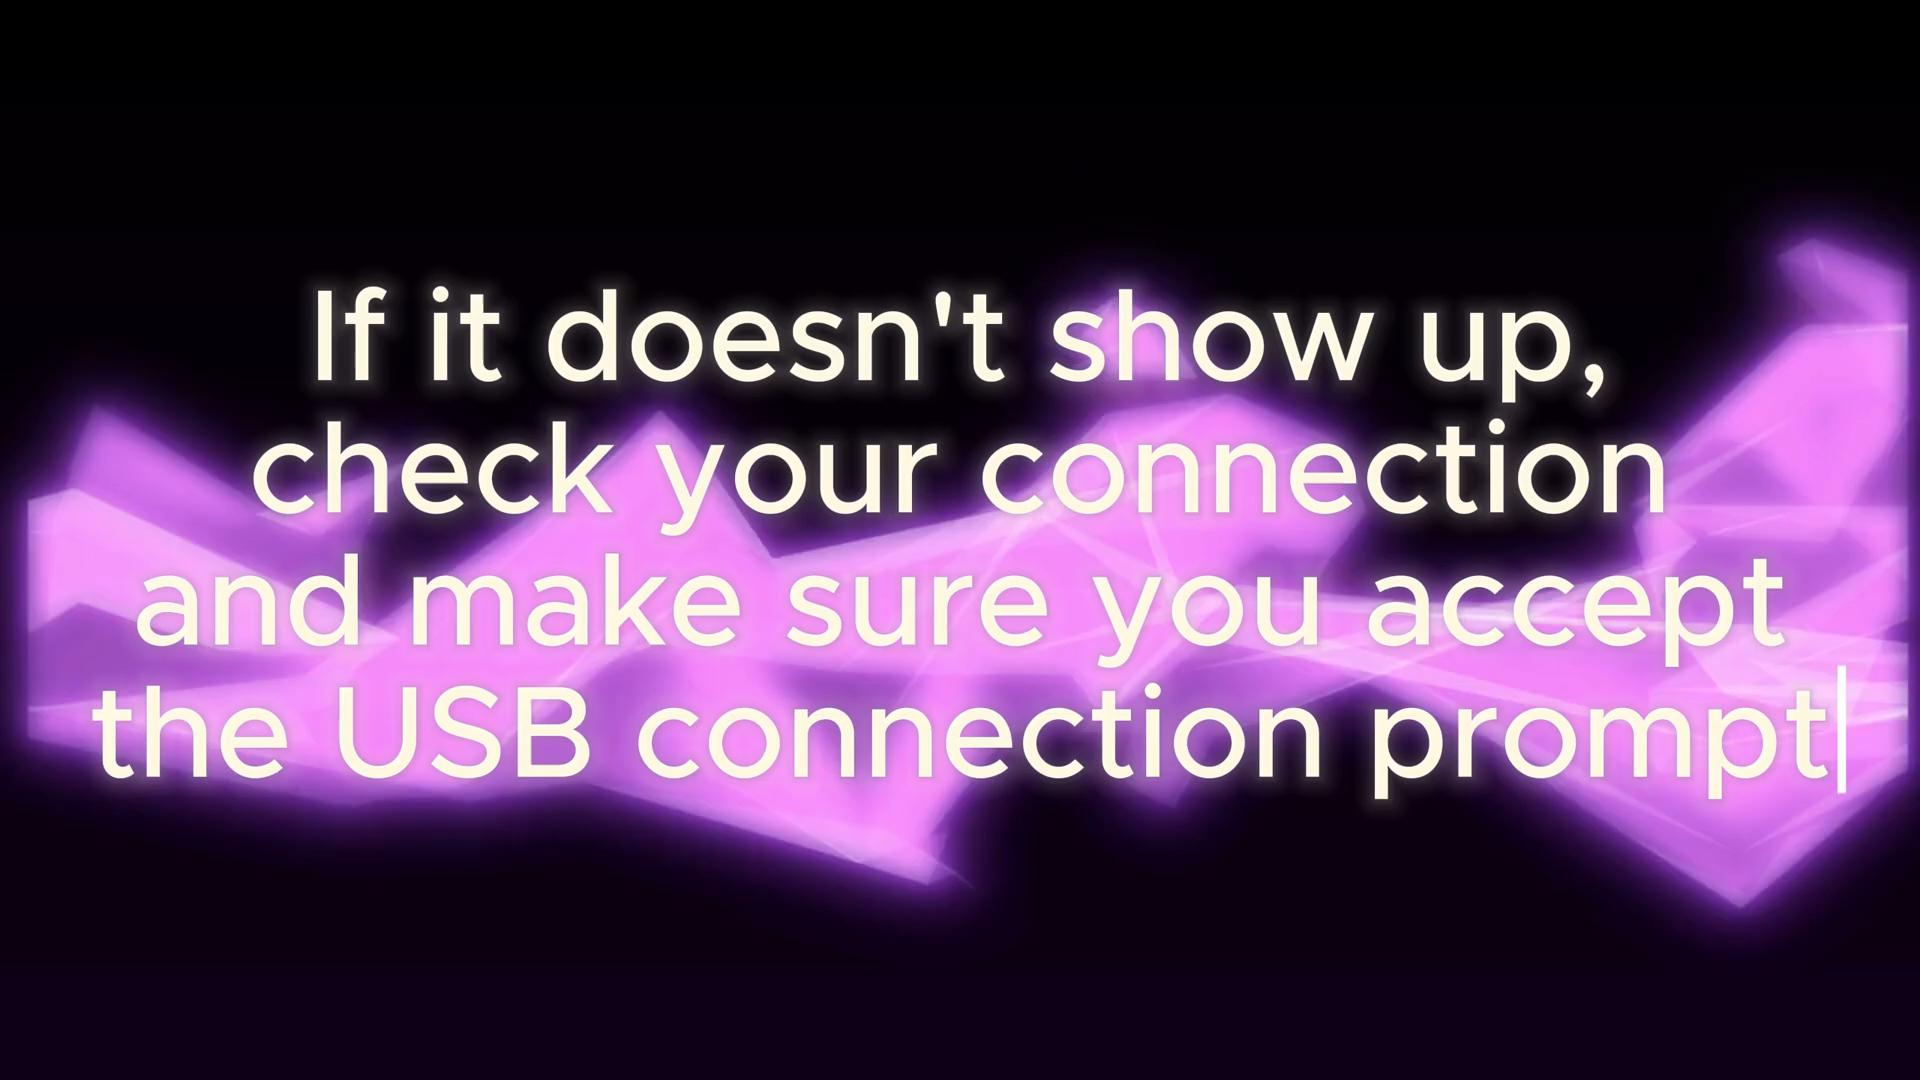 If it doesn't show up,
check your connection
and make sure you accept
the USB connection prompt